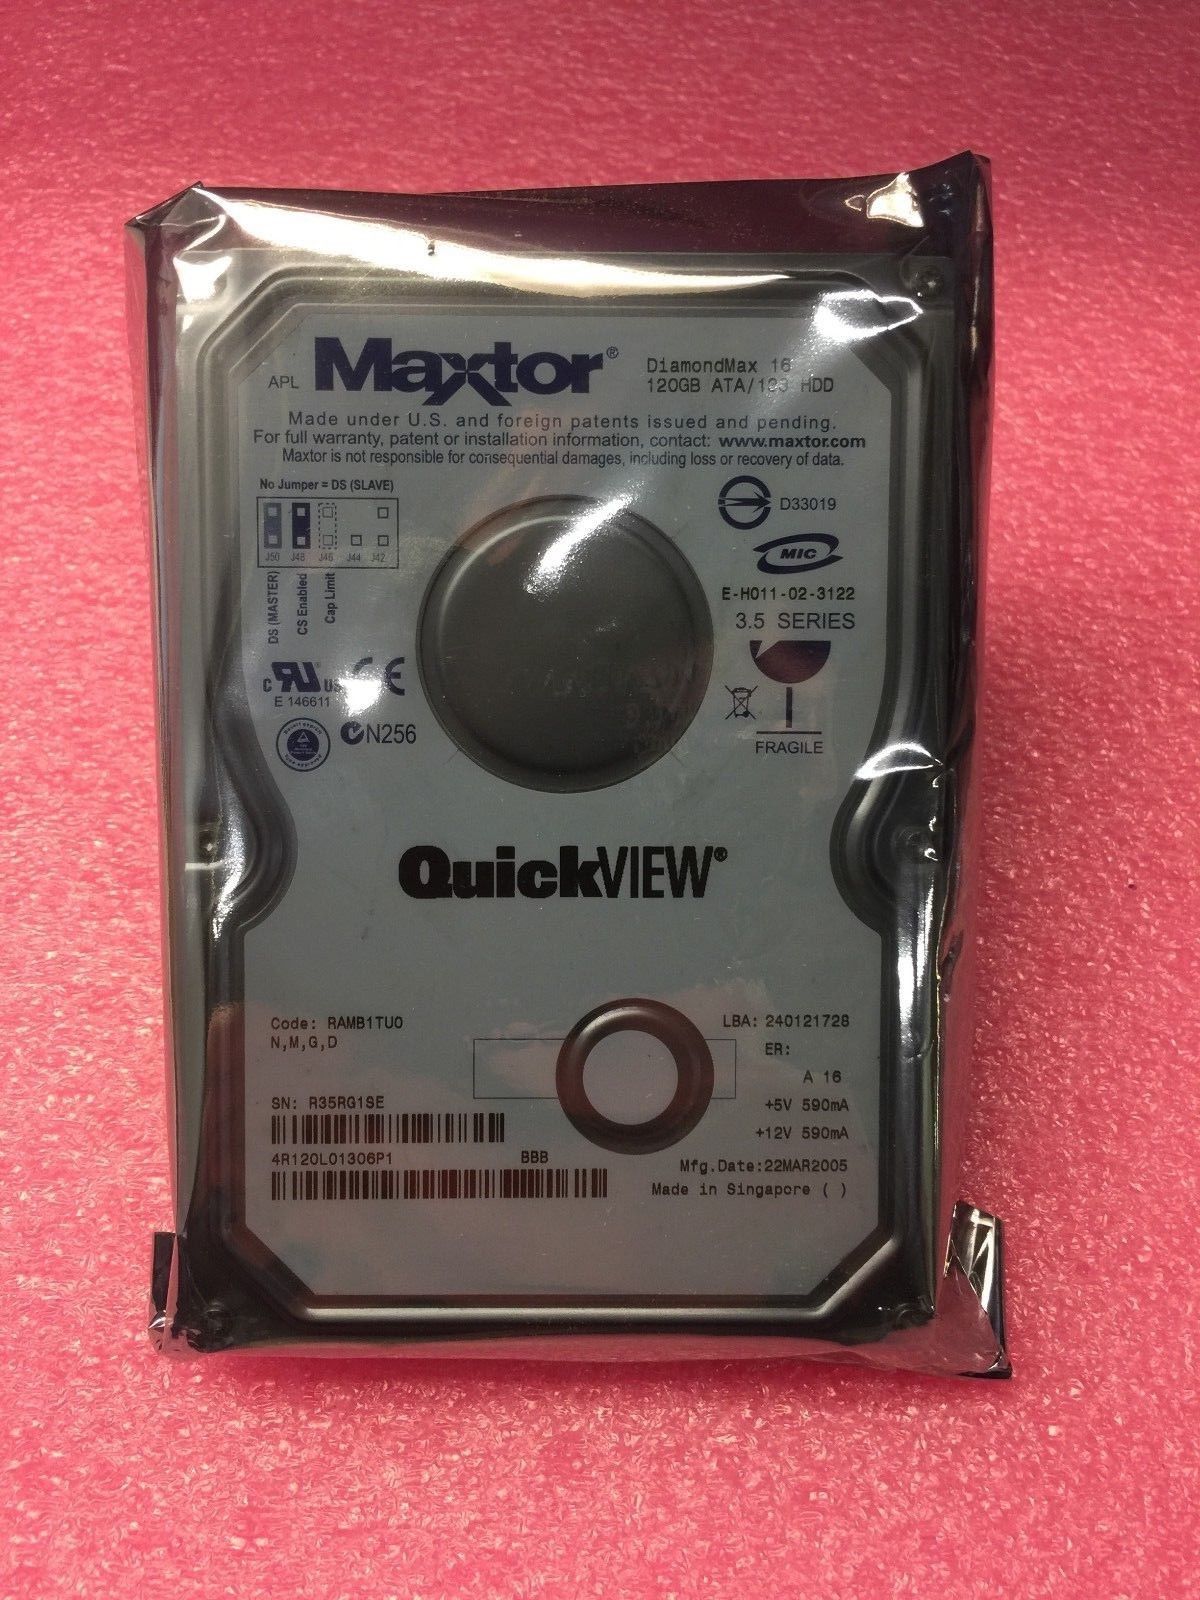 APL Maxtor®
DiamondMax 16
120GB ATA/133 HDD
Made under U.S. and foreign patents issued and pending.
For full warranty, patent or installation information, contact: www.maxtor.com
Maxtor is not responsible for consequential damages, including loss or recovery of data.
No Jumper = DS (SLAVE)
J50 J48 J46 J44 J42
DS (MASTER)
CS Enabled
Cap Limit
D33019
MIC
E-H011-02-3122
3.5 SERIES
FRAGILE
C RU US CE
E 146611
N256
QuickVIEW®
Code: RAMB1TU0
N,M,G,D
LBA: 240121728
ER:
A 16
SN: R35RG1SE
+5V 590mA
+12V 590mA
4R120L01306P1 BBB
Mfg.Date:22MAR2005
Made in Singapore ( )